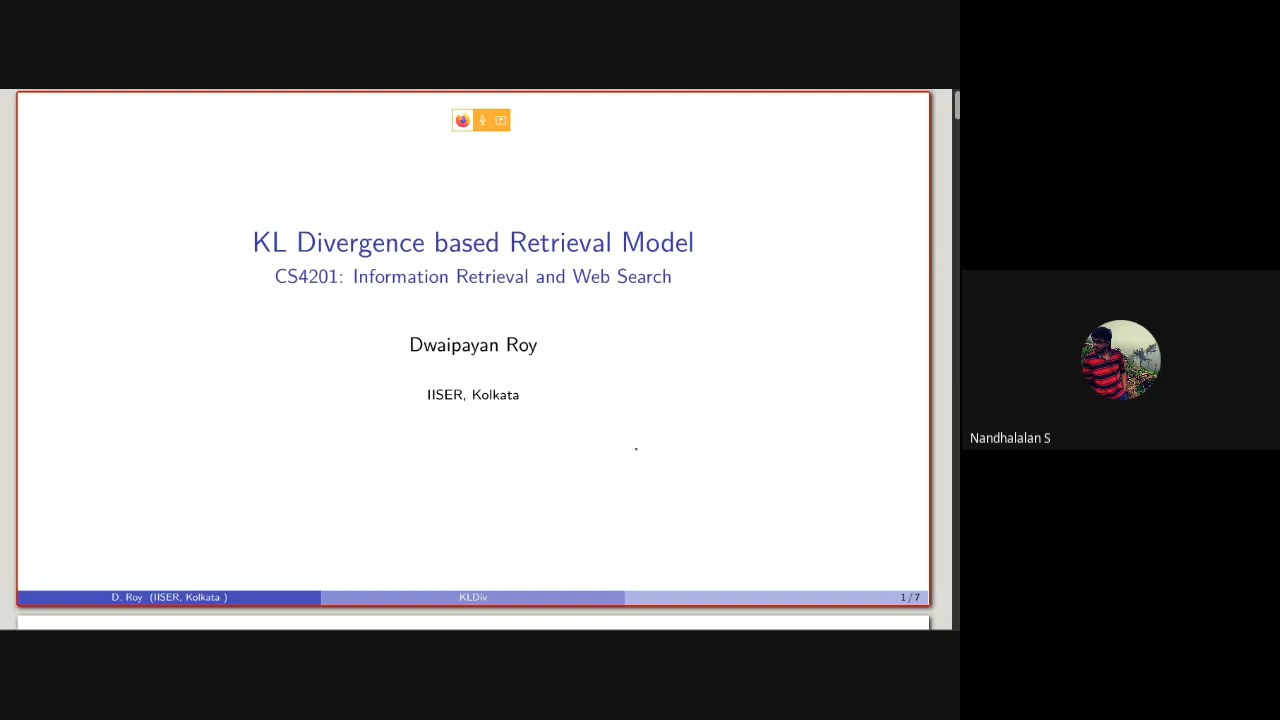 KL Divergence based Retrieval Model
CS4201: Information Retrieval and Web Search
Dwaipayan Roy
IISER, Kolkata
D. Roy (IISER, Kolkata )
KLDiv
1 / 7
Nandhalalan S